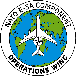 NATO E-3A COMPONENT
OPERATIONS WING